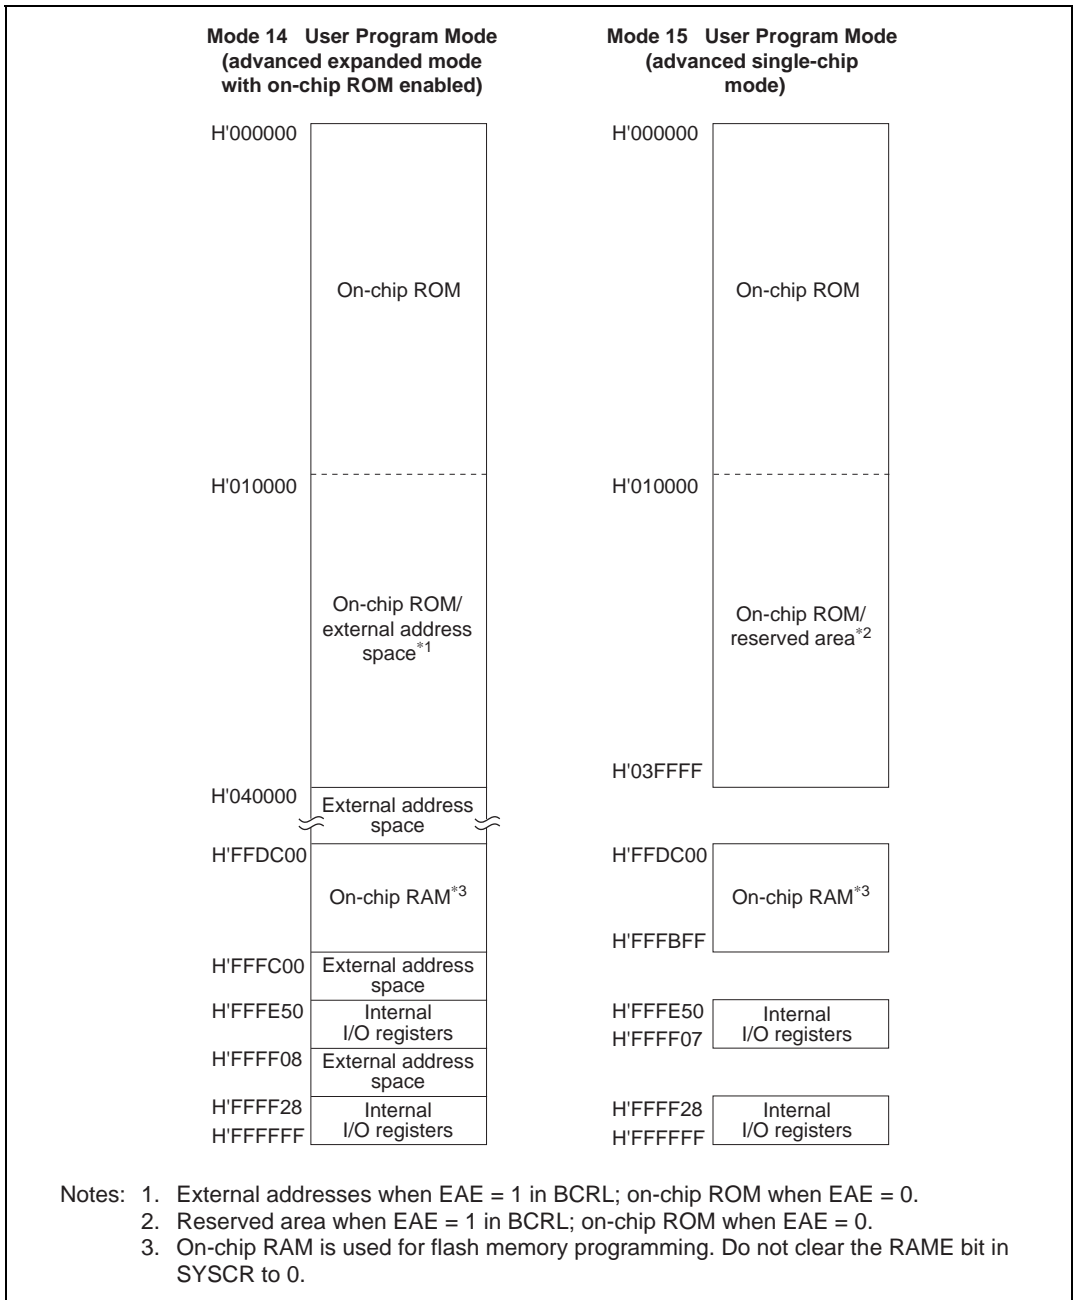 Mode 14   User Program Mode
(advanced expanded mode
with on-chip ROM enabled)
H'000000
On-chip ROM
H'010000
On-chip ROM/
external address
space*1
H'040000
External address
space
H'FFDC00
On-chip RAM*3
H'FFFC00
External address
space
H'FFFE50
Internal
I/O registers
H'FFFF08
External address
space
H'FFFF28
Internal
I/O registers
H'FFFFFF
Mode 15   User Program Mode
(advanced single-chip
mode)
H'000000
On-chip ROM
H'010000
On-chip ROM/
reserved area*2
H'03FFFF
H'FFDC00
On-chip RAM*3
H'FFFBFF
H'FFFE50
Internal
I/O registers
H'FFFF07
H'FFFF28
Internal
I/O registers
H'FFFFFF
Notes: 1. External addresses when EAE = 1 in BCRL; on-chip ROM when EAE = 0.
2. Reserved area when EAE = 1 in BCRL; on-chip ROM when EAE = 0.
3. On-chip RAM is used for flash memory programming. Do not clear the RAME bit in
SYSCR to 0.